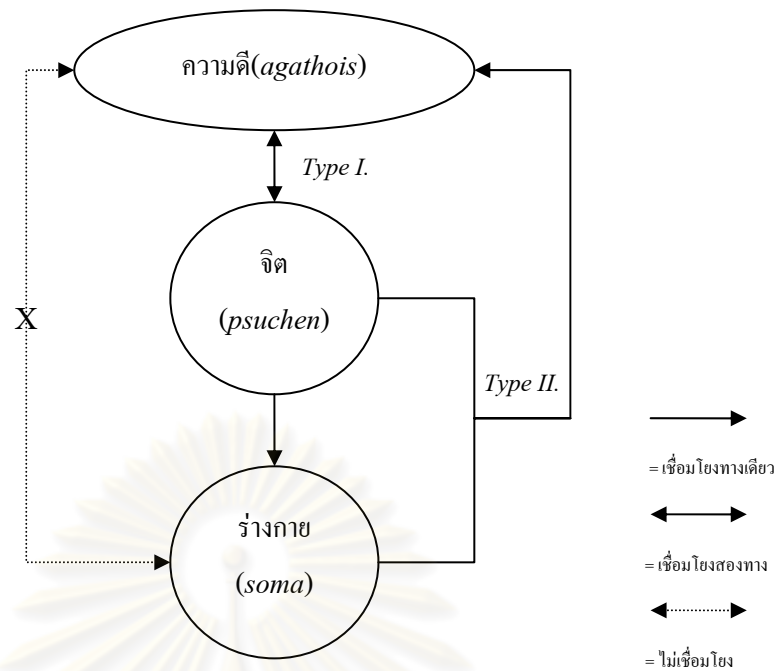 ความดี(agathois)
Type I.
จิต
(psuchen)
X
Type II.
ร่างกาย
(soma)
= เชื่อมโยงทางเดียว
= เชื่อมโยงสองทาง
= ไม่เชื่อมโยง